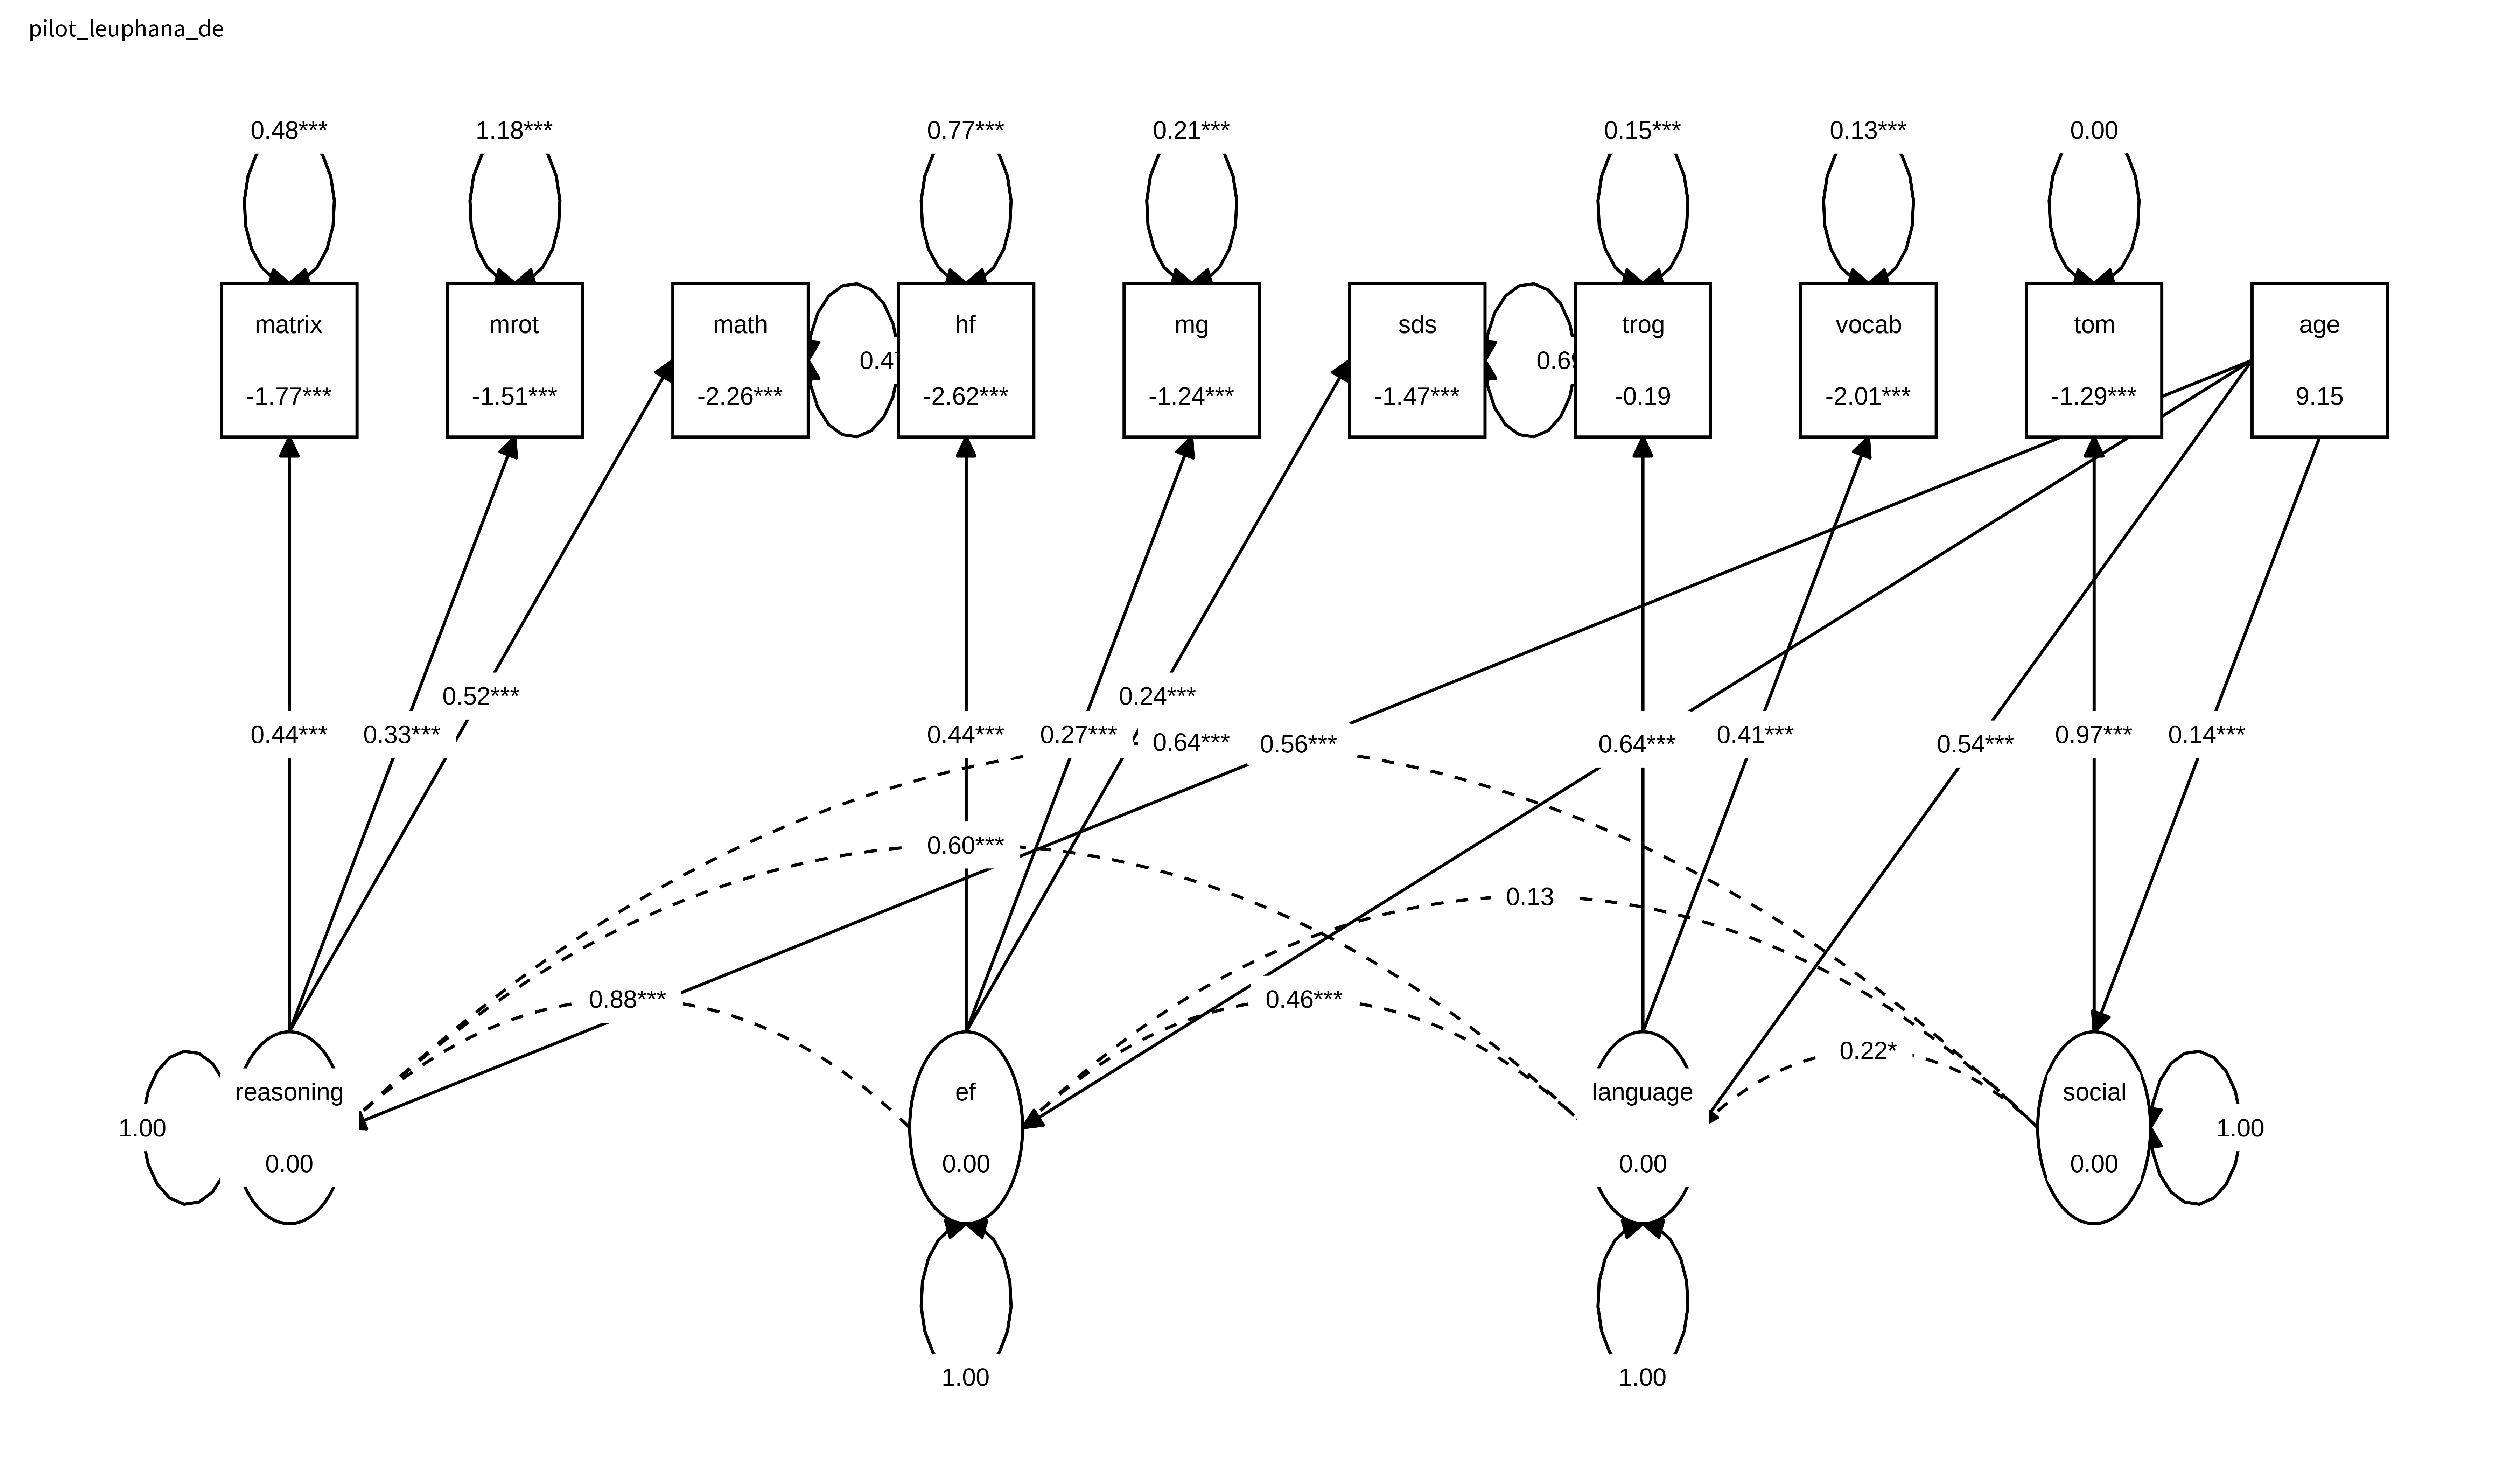 pilot_leuphana_de
0.48*** 1.18*** 0.77*** 0.21*** 0.15*** 0.13*** 0.00
matrix mrot math hf mg sds trog vocab tom age
0.47 0.69
-1.77*** -1.51*** -2.26*** -2.62*** -1.24*** -1.47*** -0.19 -2.01*** -1.29*** 9.15
0.52*** 0.24***
0.44*** 0.33*** 0.44*** 0.27*** 0.64*** 0.56*** 0.64*** 0.41*** 0.54*** 0.97*** 0.14***
0.60***
0.13
0.88*** 0.46***
0.22*
reasoning ef language social
1.00 1.00
0.00 0.00 0.00 0.00
1.00 1.00